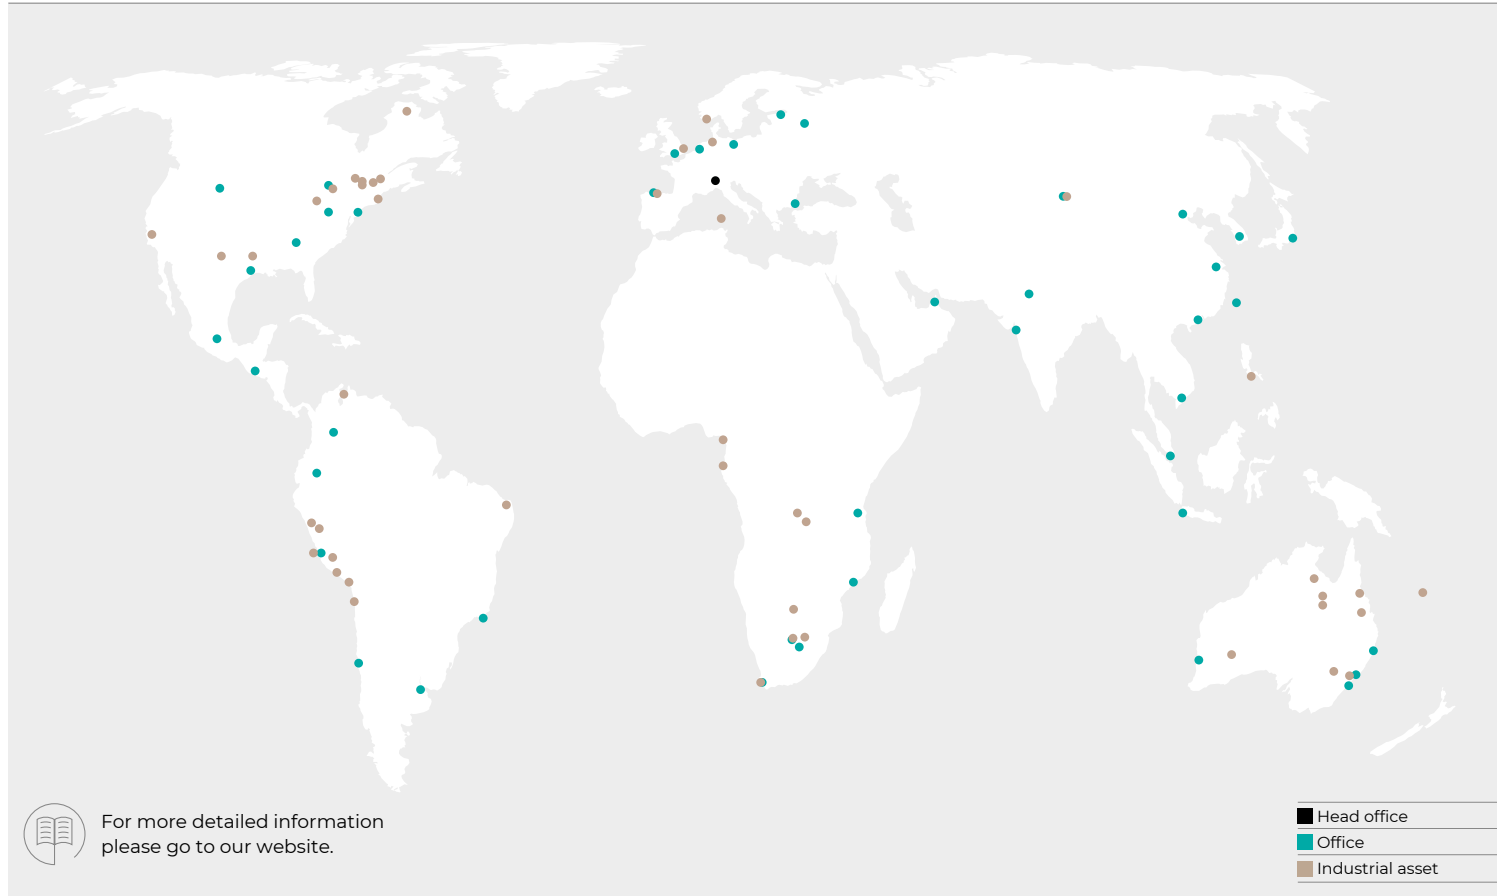 For more detailed information
please go to our website.
Head office
Office
Industrial asset